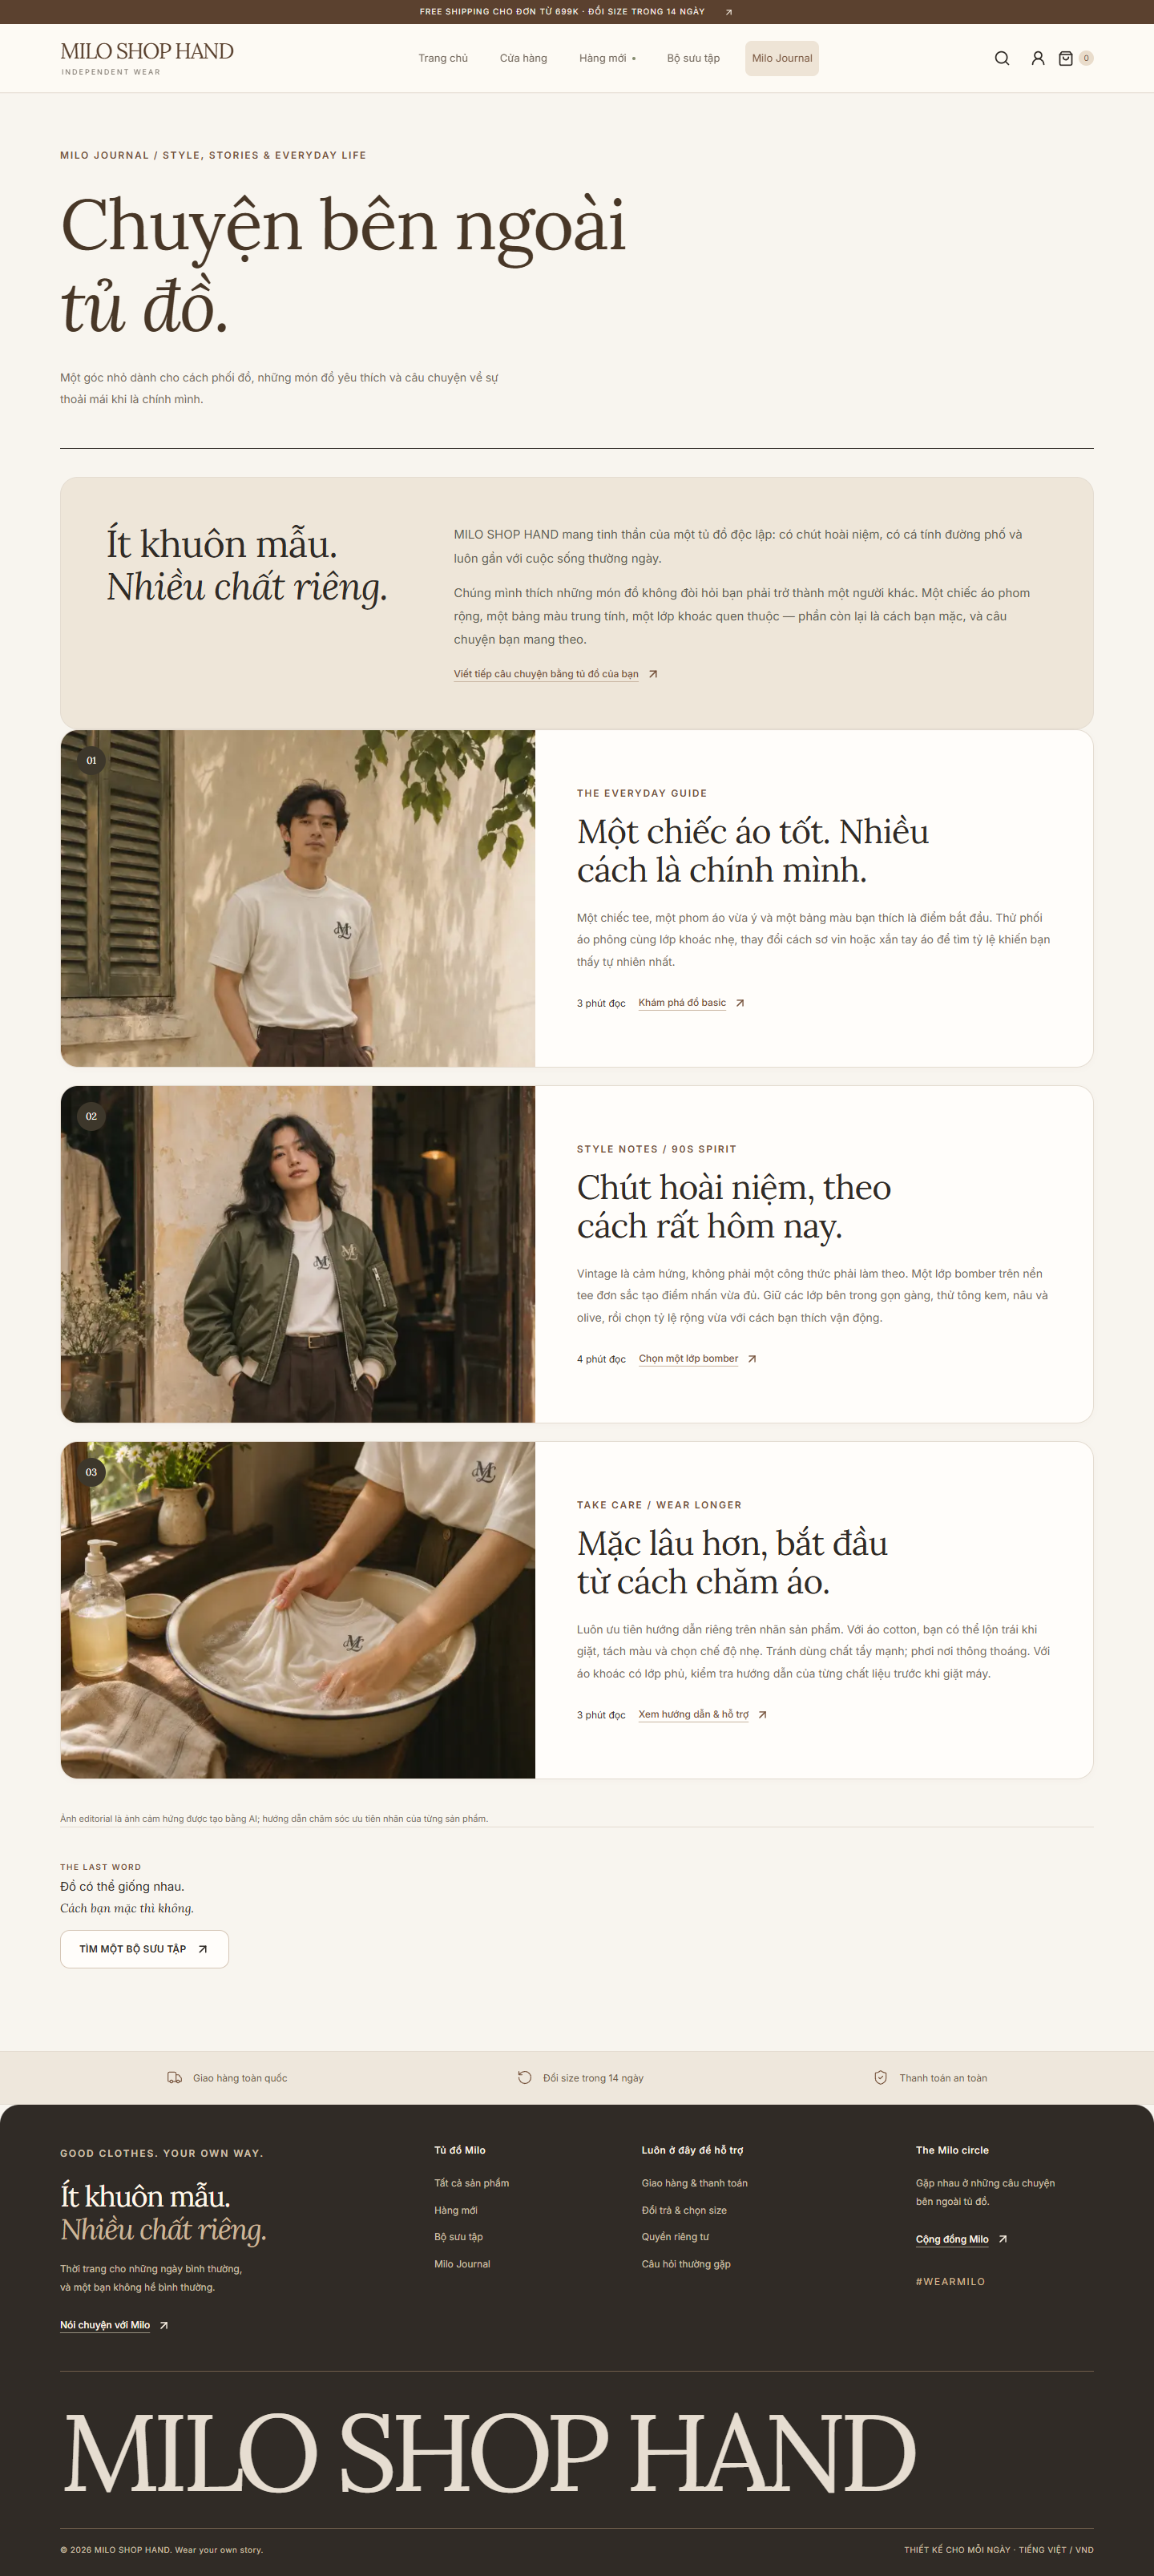 FREE SHIPPING CHO ĐƠN TỪ 699K · ĐỔI SIZE TRONG 14 NGÀY
MILO SHOP HAND
INDEPENDENT WEAR
Trang chủ
Cửa hàng
Hàng mới
Bộ sưu tập
Milo Journal
0
MILO JOURNAL / STYLE, STORIES & EVERYDAY LIFE
Chuyện bên ngoài
tủ đồ.
Một góc nhỏ dành cho cách phối đồ, những món đồ yêu thích và câu chuyện về sự
thoải mái khi là chính mình.
Ít khuôn mẫu.
Nhiều chất riêng.
MILO SHOP HAND mang tinh thần của một tủ đồ độc lập: có chút hoài niệm, có cá tính đường phố và
luôn gần với cuộc sống thường ngày.
Chúng mình thích những món đồ không đòi hỏi bạn phải trở thành một người khác. Một chiếc áo phom
rộng, một bảng màu trung tính, một lớp khoác quen thuộc — phần còn lại là cách bạn mặc, và câu
chuyện bạn mang theo.
Viết tiếp câu chuyện bằng tủ đồ của bạn
01
THE EVERYDAY GUIDE
Một chiếc áo tốt. Nhiều
cách là chính mình.
Một chiếc tee, một phom áo vừa ý và một bảng màu bạn thích là điểm bắt đầu. Thử phối
áo phông cùng lớp khoác nhẹ, thay đổi cách sơ vin hoặc xắn tay áo để tìm tỷ lệ khiến bạn
thấy tự nhiên nhất.
3 phút đọc
Khám phá đồ basic
02
STYLE NOTES / 90S SPIRIT
Chút hoài niệm, theo
cách rất hôm nay.
Vintage là cảm hứng, không phải một công thức phải làm theo. Một lớp bomber trên nền
tee đơn sắc tạo điểm nhấn vừa đủ. Giữ các lớp bên trong gọn gàng, thử tông kem, nâu và
olive, rồi chọn tỷ lệ rộng vừa với cách bạn thích vận động.
4 phút đọc
Chọn một lớp bomber
03
TAKE CARE / WEAR LONGER
Mặc lâu hơn, bắt đầu
từ cách chăm áo.
Luôn ưu tiên hướng dẫn riêng trên nhãn sản phẩm. Với áo cotton, bạn có thể lộn trái khi
giặt, tách màu và chọn chế độ nhẹ. Tránh dùng chất tẩy mạnh; phơi nơi thông thoáng. Với
áo khoác có lớp phủ, kiểm tra hướng dẫn của từng chất liệu trước khi giặt máy.
3 phút đọc
Xem hướng dẫn & hỗ trợ
Ảnh editorial là ảnh cảm hứng được tạo bằng AI; hướng dẫn chăm sóc ưu tiên nhãn của từng sản phẩm.
THE LAST WORD
Đồ có thể giống nhau.
Cách bạn mặc thì không.
TÌM MỘT BỘ SƯU TẬP
Giao hàng toàn quốc
Đổi size trong 14 ngày
Thanh toán an toàn
GOOD CLOTHES. YOUR OWN WAY.
Ít khuôn mẫu.
Nhiều chất riêng.
Thời trang cho những ngày bình thường,
và một bạn không hề bình thường.
Nói chuyện với Milo
Tủ đồ Milo
Tất cả sản phẩm
Hàng mới
Bộ sưu tập
Milo Journal
Luôn ở đây để hỗ trợ
Giao hàng & thanh toán
Đổi trả & chọn size
Quyền riêng tư
Câu hỏi thường gặp
The Milo circle
Gặp nhau ở những câu chuyện
bên ngoài tủ đồ.
Cộng đồng Milo
#WEARMILO
MILO SHOP HAND
© 2026 MILO SHOP HAND. Wear your own story.
THIẾT KẾ CHO MỖI NGÀY · TIẾNG VIỆT / VND